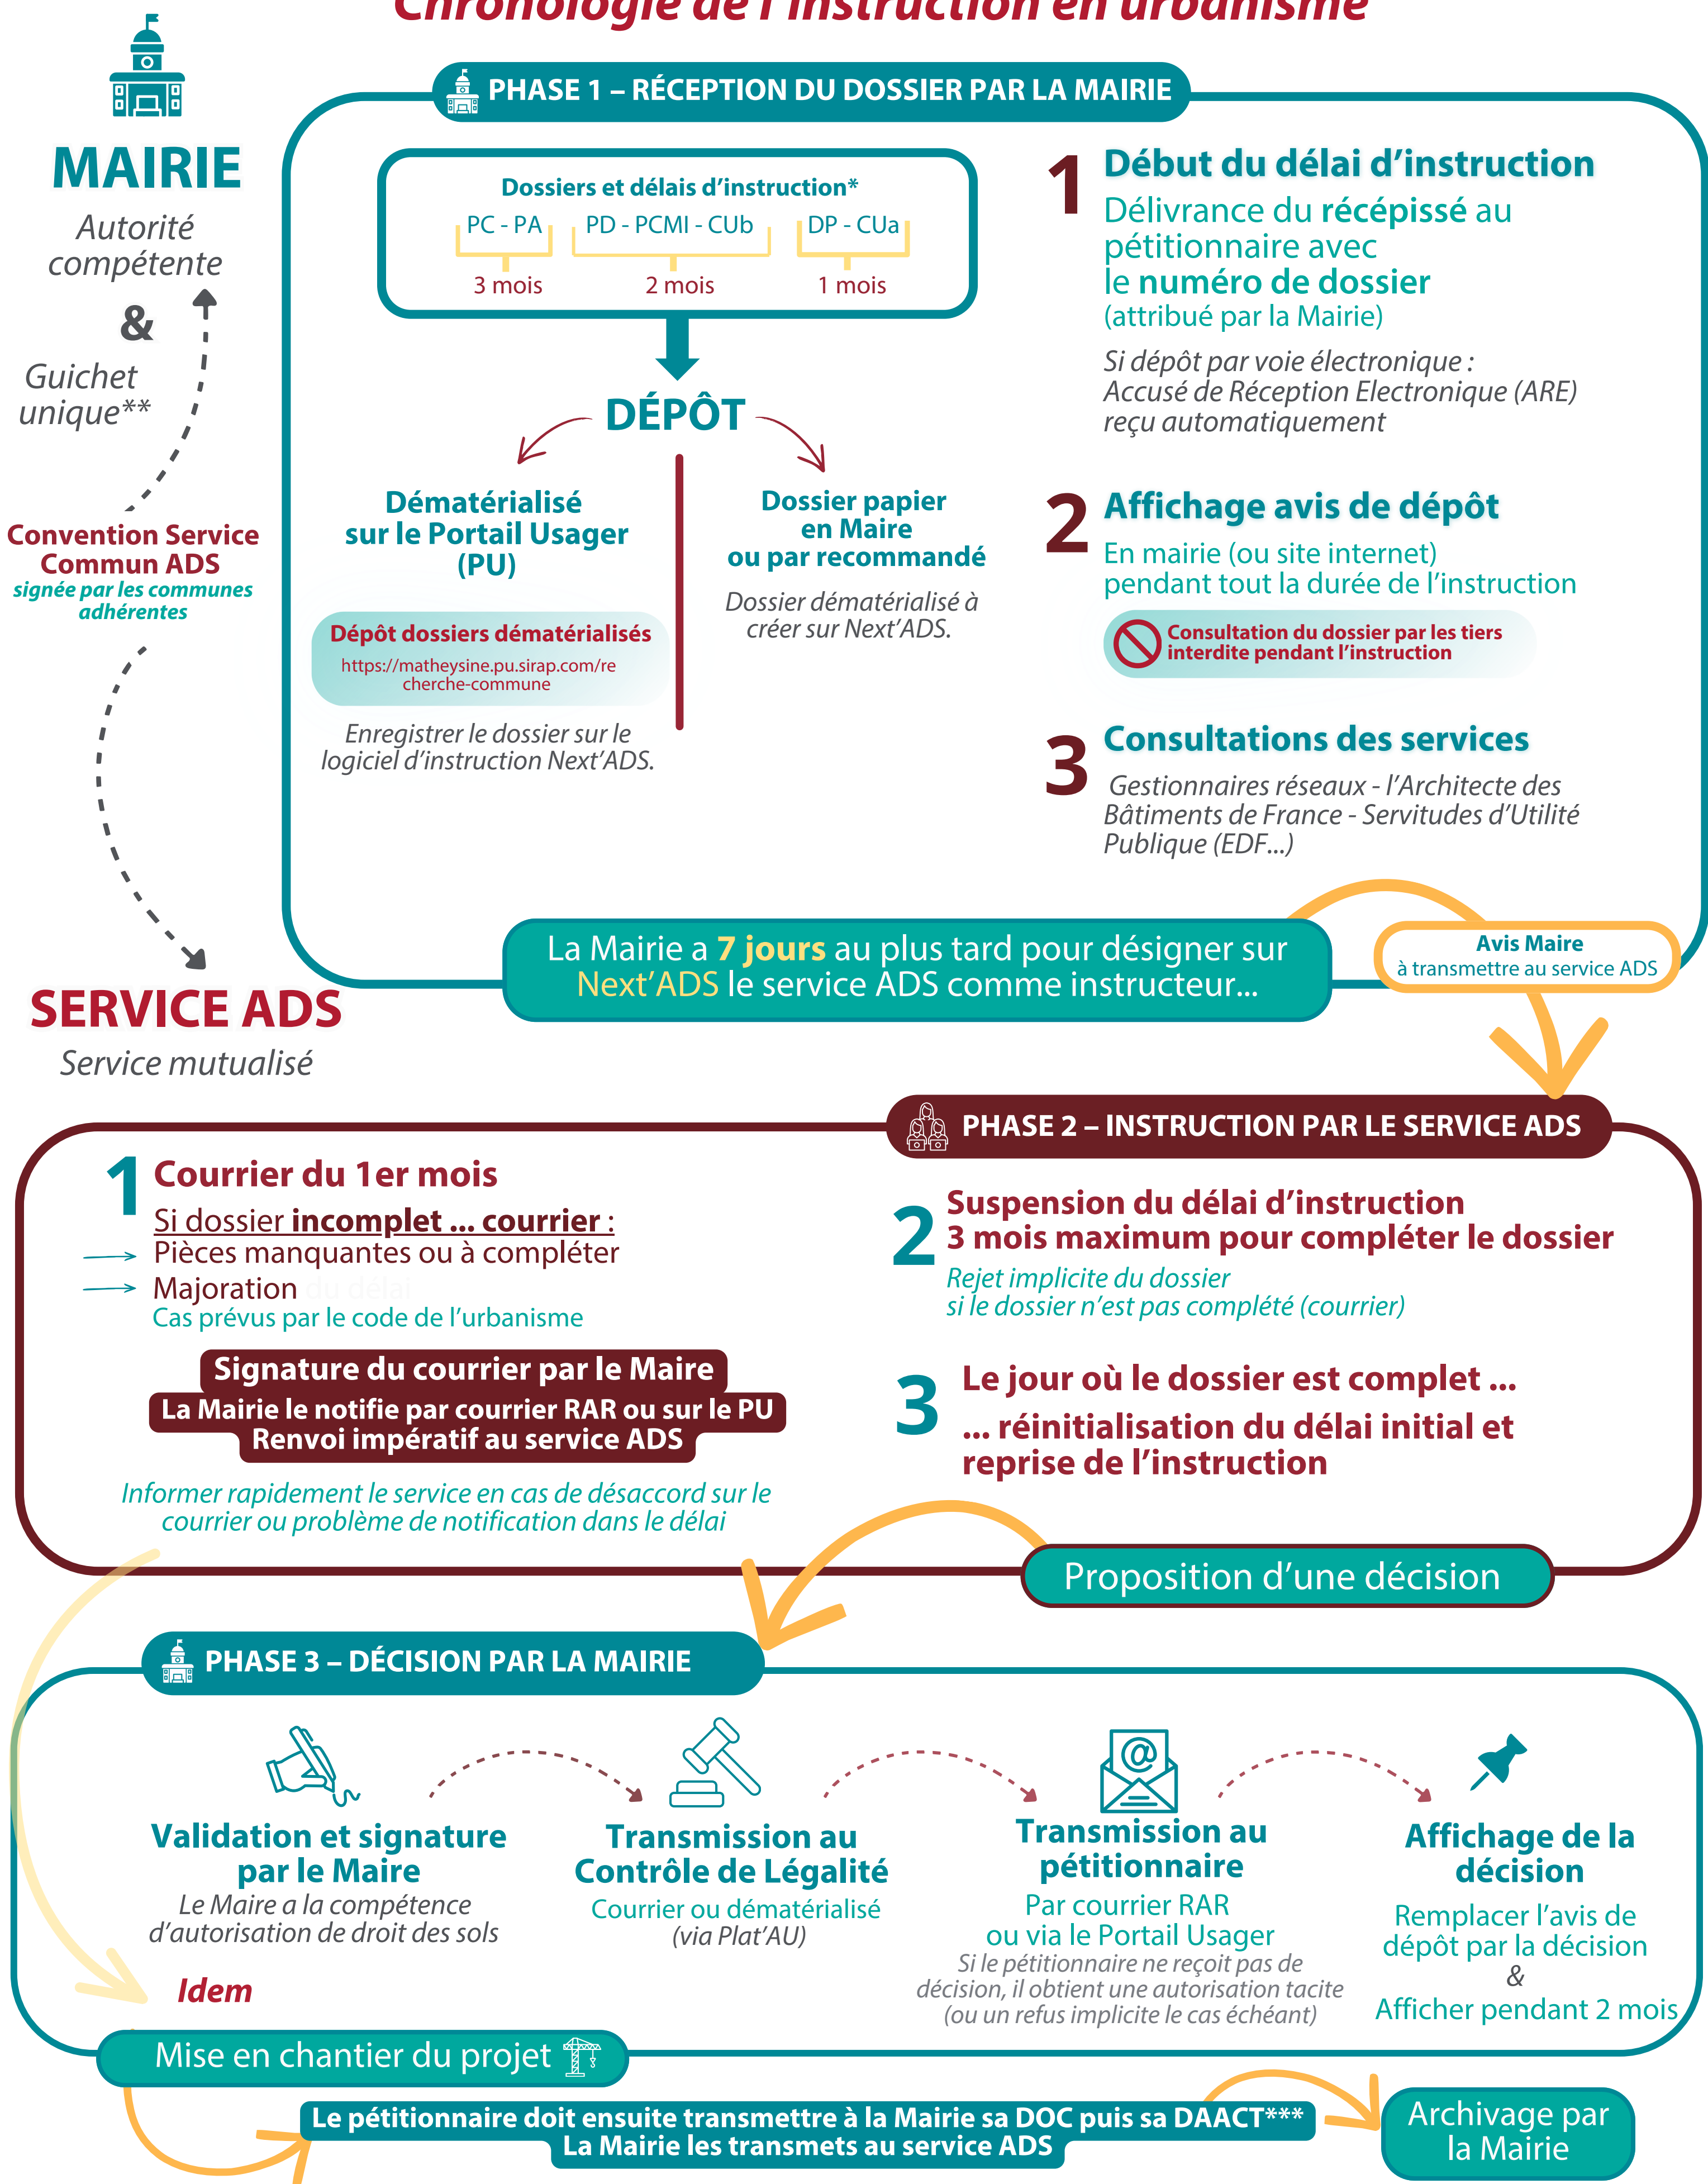 Chronologie de l'instruction en urbanisme
MAIRIE
Autorité
compétente
&
Guichet
unique**
Convention Service
Commun ADS
signée par les communes
adhérentes
SERVICE ADS
Service mutualisé
PHASE 1 – RÉCEPTION DU DOSSIER PAR LA MAIRIE
Dossiers et délais d'instruction*
PC - PA
PD - PCMI - CUb
DP - CUa
3 mois
2 mois
1 mois
DÉPÔT
Dématérialisé
sur le Portail Usager
(PU)
Dépôt dossiers dématérialisés
https://matheysine.pu.sirap.com/re
cherche-commune
Enregistrer le dossier sur le
logiciel d'instruction Next'ADS.
Dossier papier
en Maire
ou par recommandé
Dossier dématérialisé à
créer sur Next'ADS.
1 Début du délai d'instruction
Délivrance du récépissé au
pétitionnaire avec
le numéro de dossier
(attribué par la Mairie)
Si dépôt par voie électronique :
Accusé de Réception Electronique (ARE)
reçu automatiquement
2 Affichage avis de dépôt
En mairie (ou site internet)
pendant tout la durée de l'instruction
Consultation du dossier par les tiers
interdite pendant l'instruction
3 Consultations des services
Gestionnaires réseaux - l'Architecte des
Bâtiments de France - Servitudes d'Utilité
Publique (EDF...)
La Mairie a 7 jours au plus tard pour désigner sur
Next'ADS le service ADS comme instructeur...
Avis Maire
à transmettre au service ADS
PHASE 2 – INSTRUCTION PAR LE SERVICE ADS
1 Courrier du 1er mois
Si dossier incomplet ... courrier :
Pièces manquantes ou à compléter
Majoration du délai
Cas prévus par le code de l'urbanisme
Signature du courrier par le Maire
La Mairie le notifie par courrier RAR ou sur le PU
Renvoi impératif au service ADS
Informer rapidement le service en cas de désaccord sur le
courrier ou problème de notification dans le délai
2 Suspension du délai d'instruction
3 mois maximum pour compléter le dossier
Rejet implicite du dossier
si le dossier n'est pas complété (courrier)
3 Le jour où le dossier est complet ...
... réinitialisation du délai initial et
reprise de l'instruction
Proposition d'une décision
PHASE 3 – DÉCISION PAR LA MAIRIE
Validation et signature
par le Maire
Le Maire a la compétence
d'autorisation de droit des sols
Idem
Transmission au
Contrôle de Légalité
Courrier ou dématérialisé
(via Plat'AU)
@
Transmission au
pétitionnaire
Par courrier RAR
ou via le Portail Usager
Si le pétitionnaire ne reçoit pas de
décision, il obtient une autorisation tacite
(ou un refus implicite le cas échéant)
Affichage de la
décision
Remplacer l'avis de
dépôt par la décision
&
Afficher pendant 2 mois
Mise en chantier du projet
Le pétitionnaire doit ensuite transmettre à la Mairie sa DOC puis sa DAACT***
La Mairie les transmets au service ADS
Archivage par
la Mairie